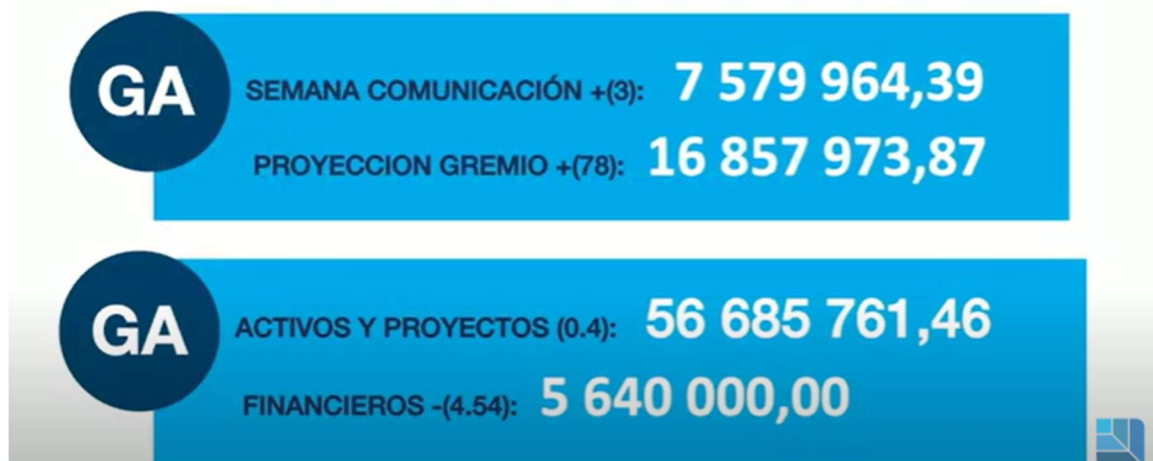 GA
SEMANA COMUNICACIÓN +(3): 7 579 964,39
PROYECCION GREMIO +(78): 16 857 973,87
GA
ACTIVOS Y PROYECTOS (0.4): 56 685 761,46
FINANCIEROS -(4.54): 5 640 000,00